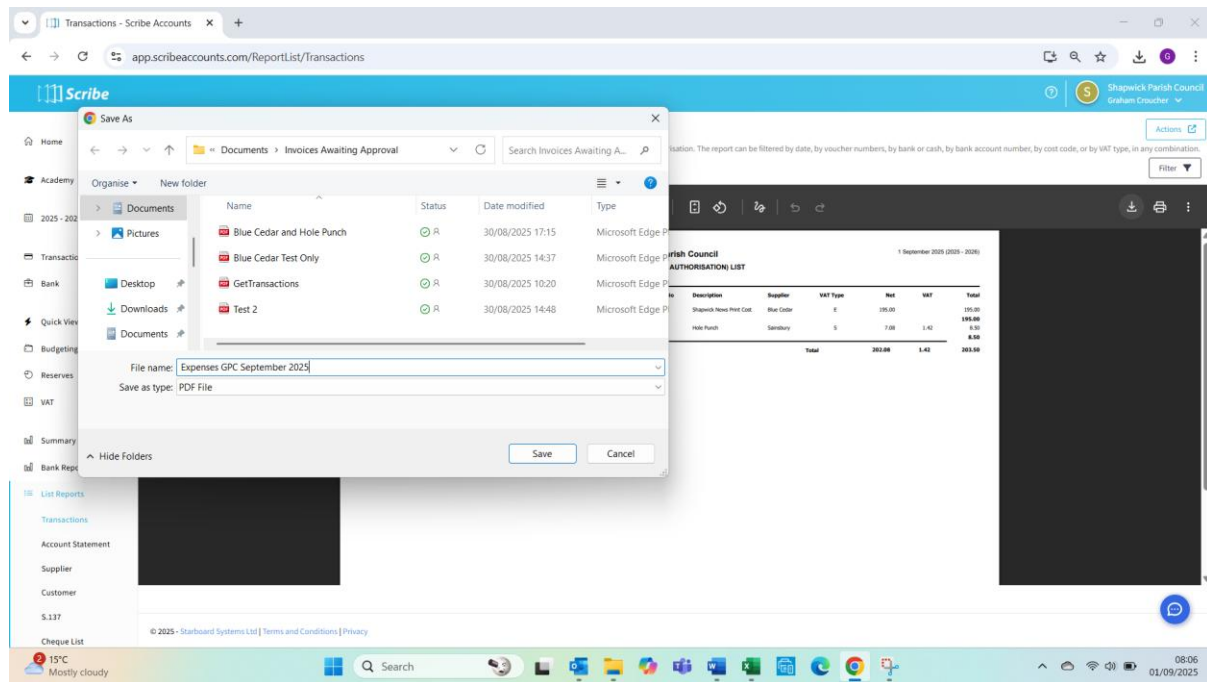 Transactions - Scribe Accounts
app.scribeaccounts.com/ReportList/Transactions
G
Scribe
S
Shapwick Parish Council
Graham Croucher
Save As
Actions
Home
« Documents > Invoices Awaiting Approval
Search Invoices Awaiting A...
isation. The report can be filtered by date, by voucher numbers, by bank or cash, by bank account number, by cost code, or by VAT type, in any combination.
Filter
Academy
Organise
New folder
Documents
Name Status Date modified Type
2025 - 202
Pictures
Blue Cedar and Hole Punch 30/08/2025 17:15 Microsoft Edge P
rish Council
1 September 2025 (2025 - 2026)
Transactio
Blue Cedar Test Only 30/08/2025 14:37 Microsoft Edge P
AUTHORISATION) LIST
Bank
Desktop
GetTransactions 30/08/2025 10:20 Microsoft Edge P
Description Supplier VAT Type Net VAT Total
Downloads
Test 2 30/08/2025 14:48 Microsoft Edge P
Shapwick News Print Cost Blue Cedar E 195.00 195.00
195.00
Quick View
Documents
Hole Punch Sainsbury S 7.08 1.42 8.50
8.50
Budgeting
Total 202.08 1.42 203.50
Reserves
File name: Expenses GPC September 2025
Save as type: PDF File
VAT
Summary
Hide Folders
Save
Cancel
Bank Repo
List Reports
Transactions
Account Statement
Supplier
Customer
S.137
Cheque List
© 2025 - Starboard Systems Ltd | Terms and Conditions | Privacy
2
15°C
Mostly cloudy
Search
08:06
01/09/2025